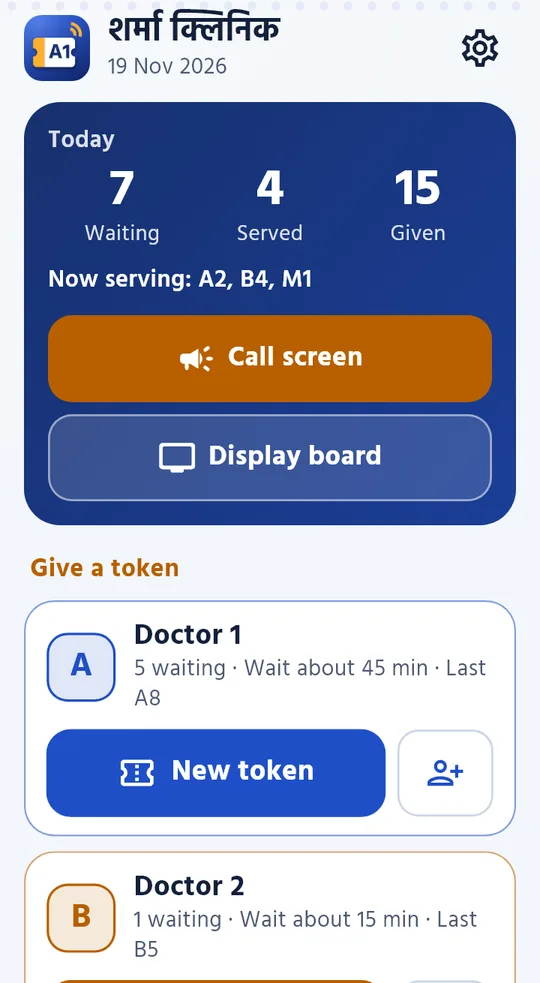 A1
शर्मा क्लिनिक
19 Nov 2026
Today
7 4 15
Waiting Served Given
Now serving: A2, B4, M1
Call screen
Display board
Give a token
A
Doctor 1
5 waiting · Wait about 45 min · Last
A8
New token
B
Doctor 2
1 waiting · Wait about 15 min · Last
B5